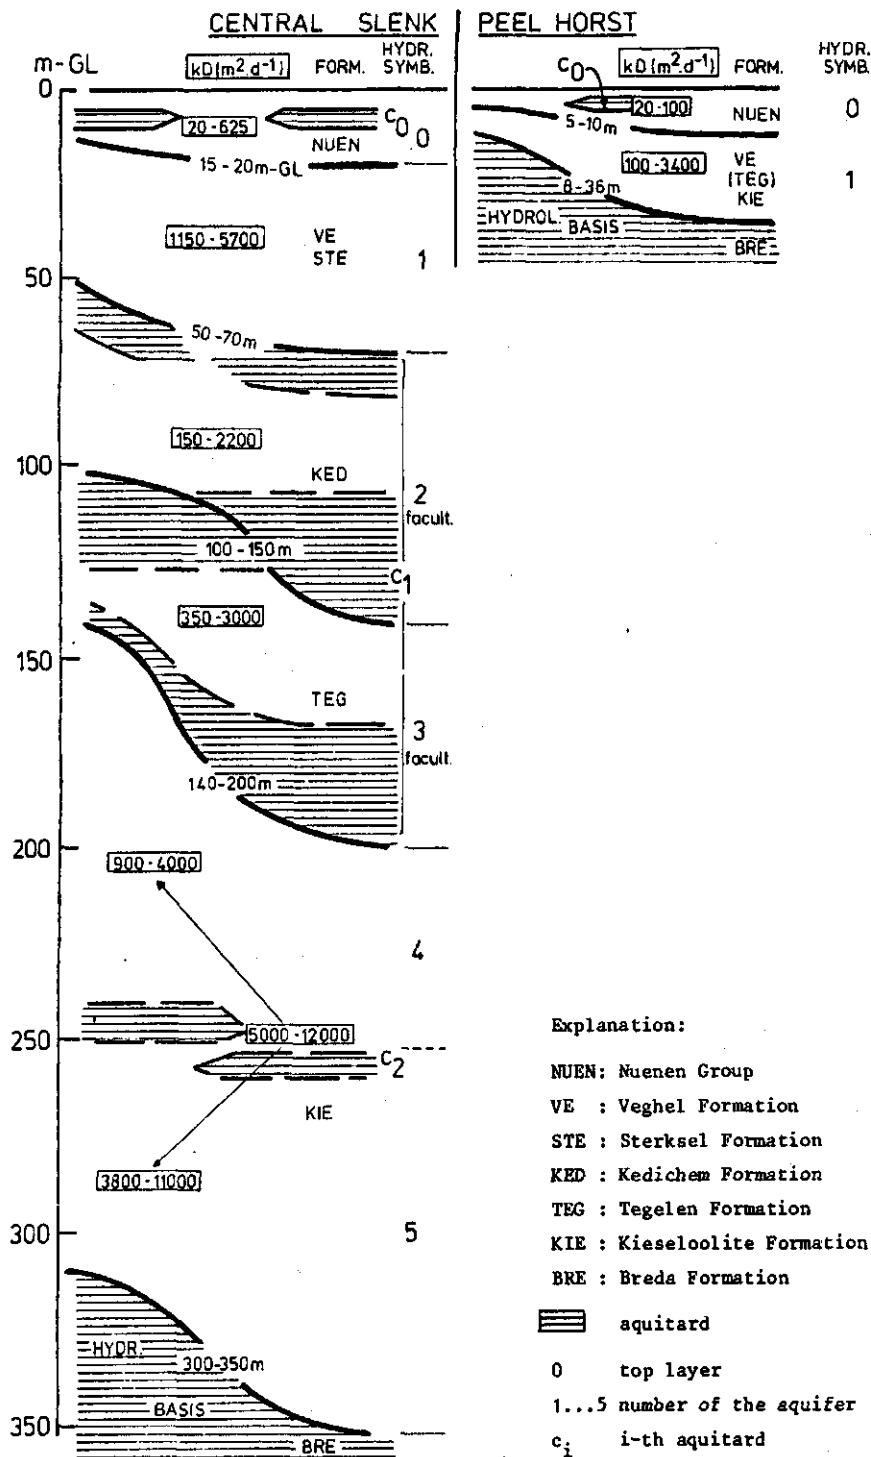 CENTRAL SLENK
PEEL HORST
m-GL
kD(m².d⁻¹)
FORM.
HYDR.
SYMB.
c₀
kD(m².d⁻¹)
FORM.
HYDR.
SYMB.
0
c₀
20-625
0
NUEN
15-20m-GL
20-100
5-10m
NUEN
0
100-3400
VE
(TEG)
KIE
1
8-36m
HYDROL.
BASIS
BRE
1150-5700
VE
STE
1
50
50-70m
150-2200
100
KED
2
facult.
100-150m
c₁
350-3000
150
TEG
3
facult.
140-200m
200
900-4000
4
250
5000-12000
c₂
KIE
3800-11000
300
5
HYDR.
300-350m
BASIS
350
BRE
Explanation:
NUEN: Nuenen Group
VE : Veghel Formation
STE : Sterksel Formation
KED : Kedichem Formation
TEG : Tegelen Formation
KIE : Kieseloolite Formation
BRE : Breda Formation
aquitard
0 top layer
1...5 number of the aquifer
cᵢ i-th aquitard